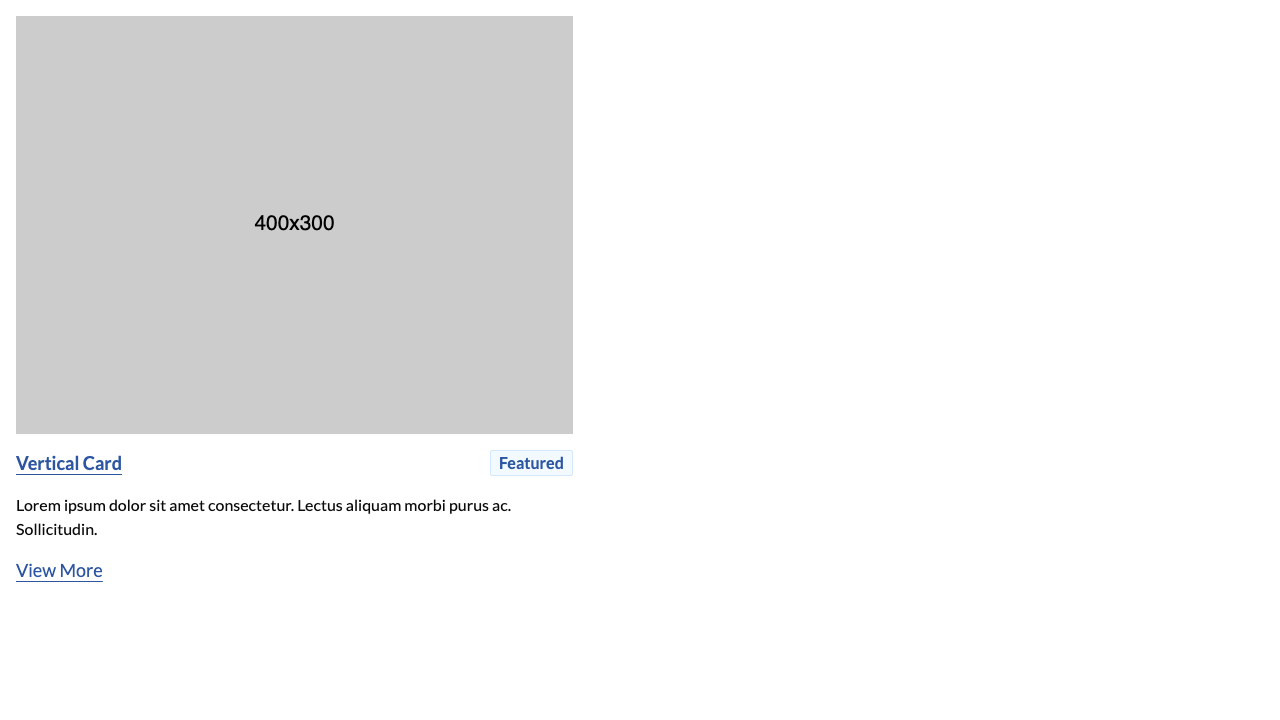 400x300
Vertical Card
Featured
Lorem ipsum dolor sit amet consectetur. Lectus aliquam morbi purus ac.
Sollicitudin.
View More